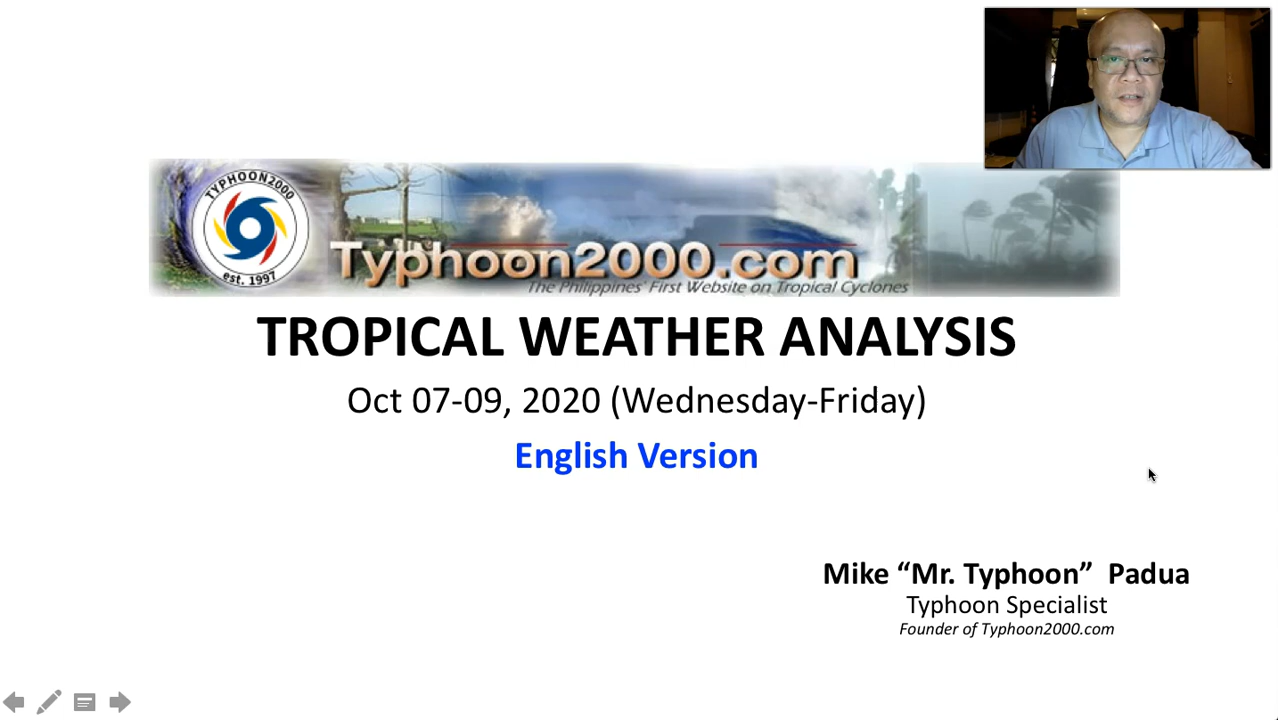 TYPHOON2000
est. 1997
Typhoon2000.com
The Philippines' First Website on Tropical Cyclones
TROPICAL WEATHER ANALYSIS
Oct 07-09, 2020 (Wednesday-Friday)
English Version
Mike “Mr. Typhoon”  Padua
Typhoon Specialist
Founder of Typhoon2000.com